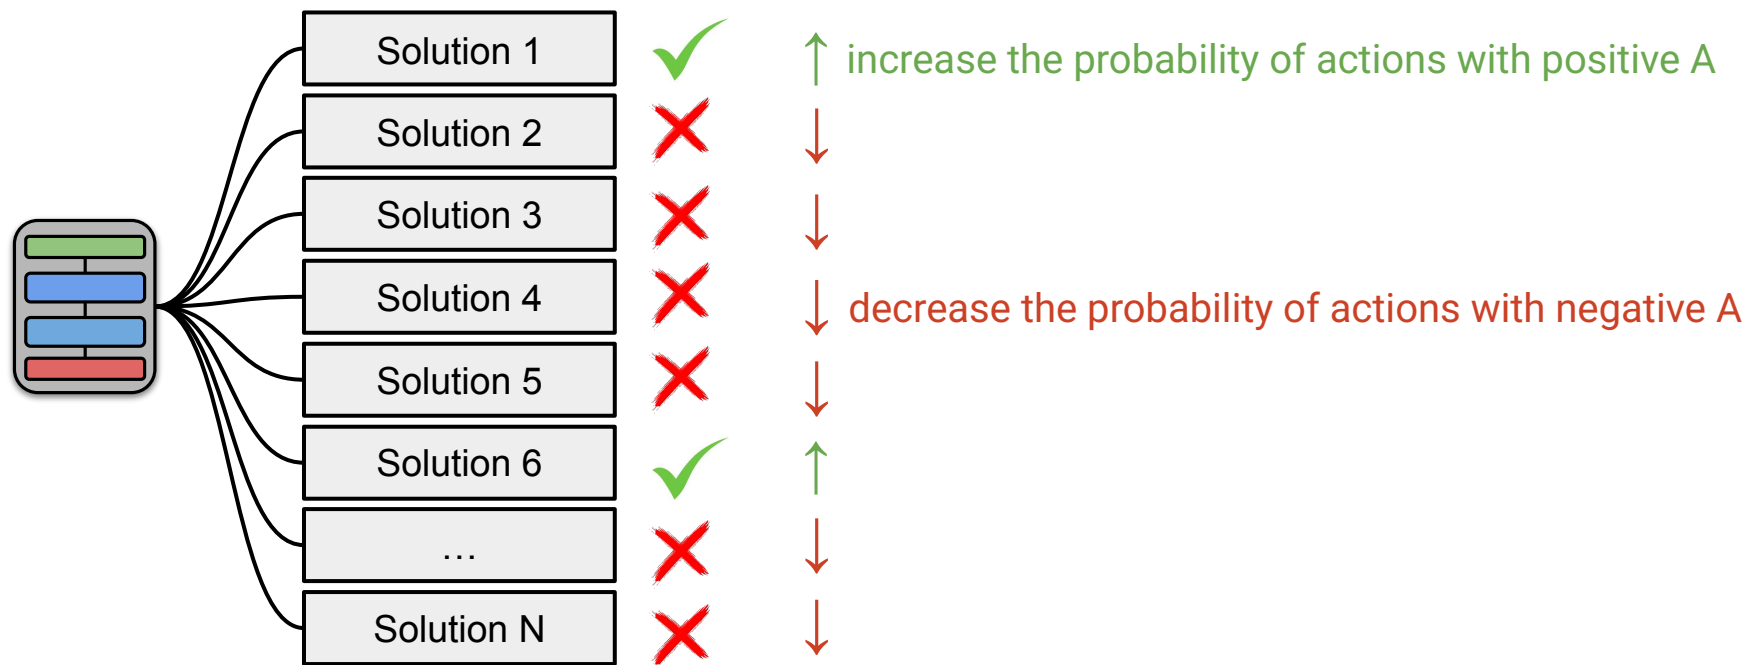 Solution 1
increase the probability of actions with positive A
Solution 2
Solution 3
Solution 4
decrease the probability of actions with negative A
Solution 5
Solution 6
...
Solution N